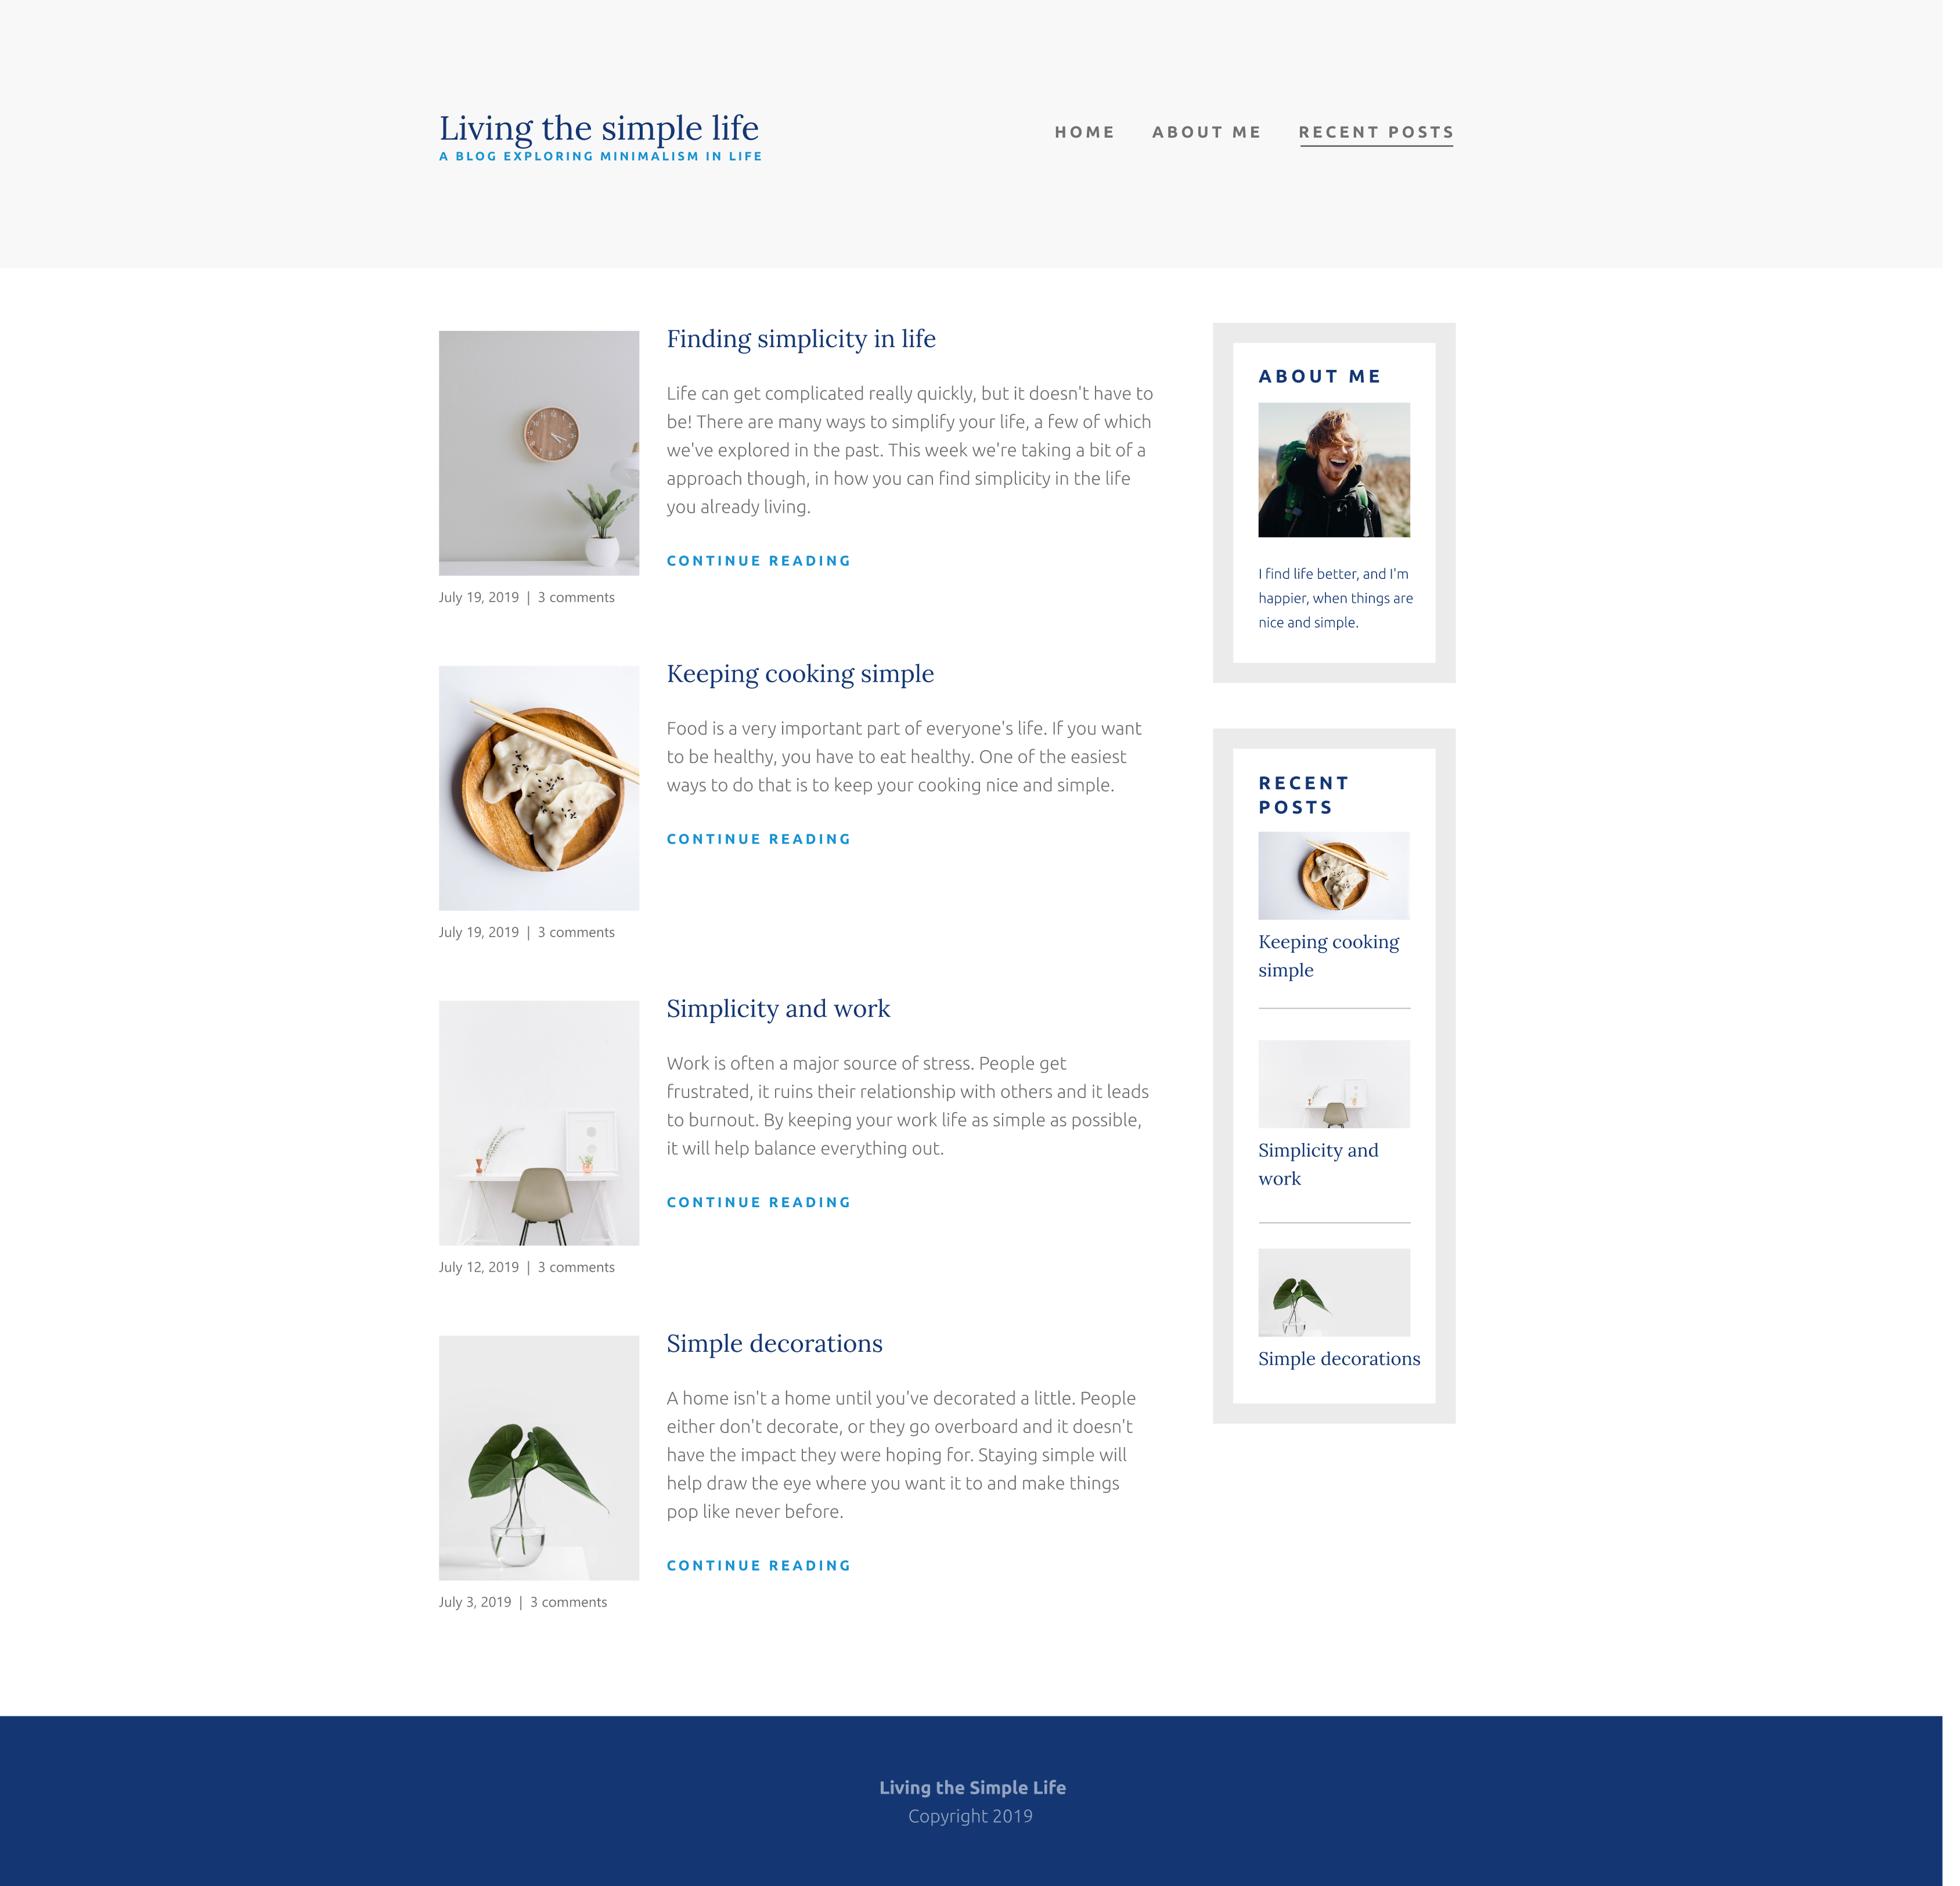 Living the simple life
A BLOG EXPLORING MINIMALISM IN LIFE
HOME ABOUT ME RECENT POSTS
Finding simplicity in life
Life can get complicated really quickly, but it doesn't have to
be! There are many ways to simplify your life, a few of which
we've explored in the past. This week we're taking a bit of a
approach though, in how you can find simplicity in the life
you already living.
CONTINUE READING
July 19, 2019 | 3 comments
Keeping cooking simple
Food is a very important part of everyone's life. If you want
to be healthy, you have to eat healthy. One of the easiest
ways to do that is to keep your cooking nice and simple.
CONTINUE READING
July 19, 2019 | 3 comments
Simplicity and work
Work is often a major source of stress. People get
frustrated, it ruins their relationship with others and it leads
to burnout. By keeping your work life as simple as possible,
it will help balance everything out.
CONTINUE READING
July 12, 2019 | 3 comments
Simple decorations
A home isn't a home until you've decorated a little. People
either don't decorate, or they go overboard and it doesn't
have the impact they were hoping for. Staying simple will
help draw the eye where you want it to and make things
pop like never before.
CONTINUE READING
July 3, 2019 | 3 comments
ABOUT ME
I find life better, and I'm
happier, when things are
nice and simple.
RECENT
POSTS
Keeping cooking
simple
Simplicity and
work
Simple decorations
Living the Simple Life
Copyright 2019